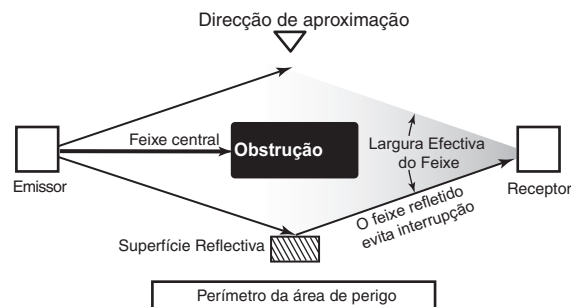 Direcção de aproximação
Feixe central
Obstrução
Largura Efectiva
do Feixe
Emissor
Receptor
O feixe refletido
evita interrupção
Superfície Reflectiva
Perímetro da área de perigo